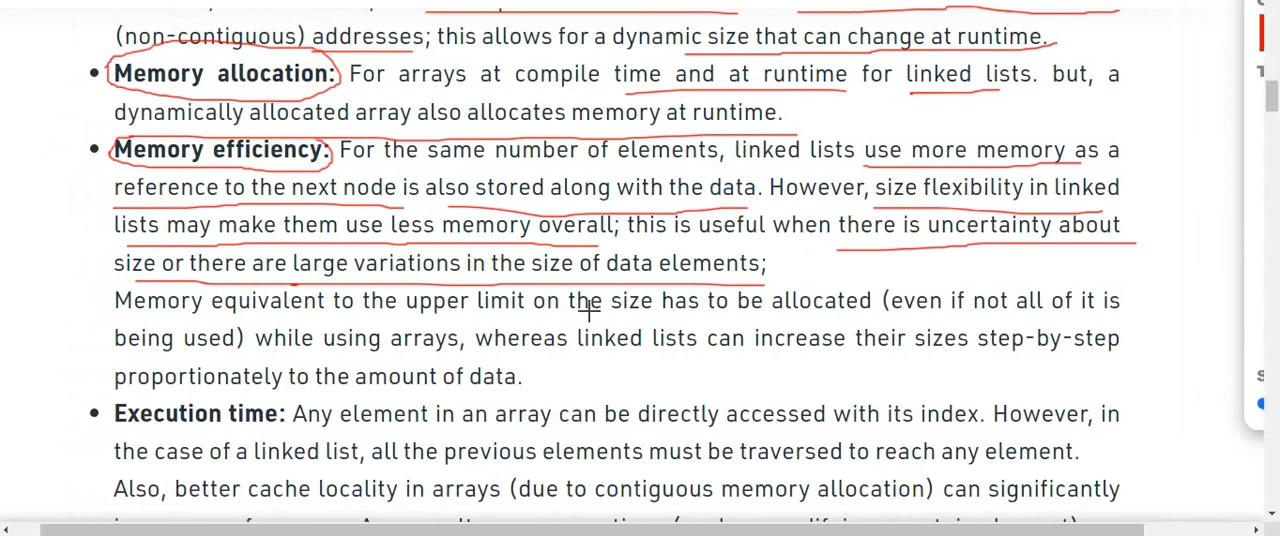 (non-contiguous) addresses; this allows for a dynamic size that can change at runtime.
• Memory allocation: For arrays at compile time and at runtime for linked lists. but, a
dynamically allocated array also allocates memory at runtime.
• Memory efficiency: For the same number of elements, linked lists use more memory as a
reference to the next node is also stored along with the data. However, size flexibility in linked
lists may make them use less memory overall; this is useful when there is uncertainty about
size or there are large variations in the size of data elements;
Memory equivalent to the upper limit on the size has to be allocated (even if not all of it is
being used) while using arrays, whereas linked lists can increase their sizes step-by-step
proportionately to the amount of data.
• Execution time: Any element in an array can be directly accessed with its index. However, in
the case of a linked list, all the previous elements must be traversed to reach any element.
Also, better cache locality in arrays (due to contiguous memory allocation) can significantly